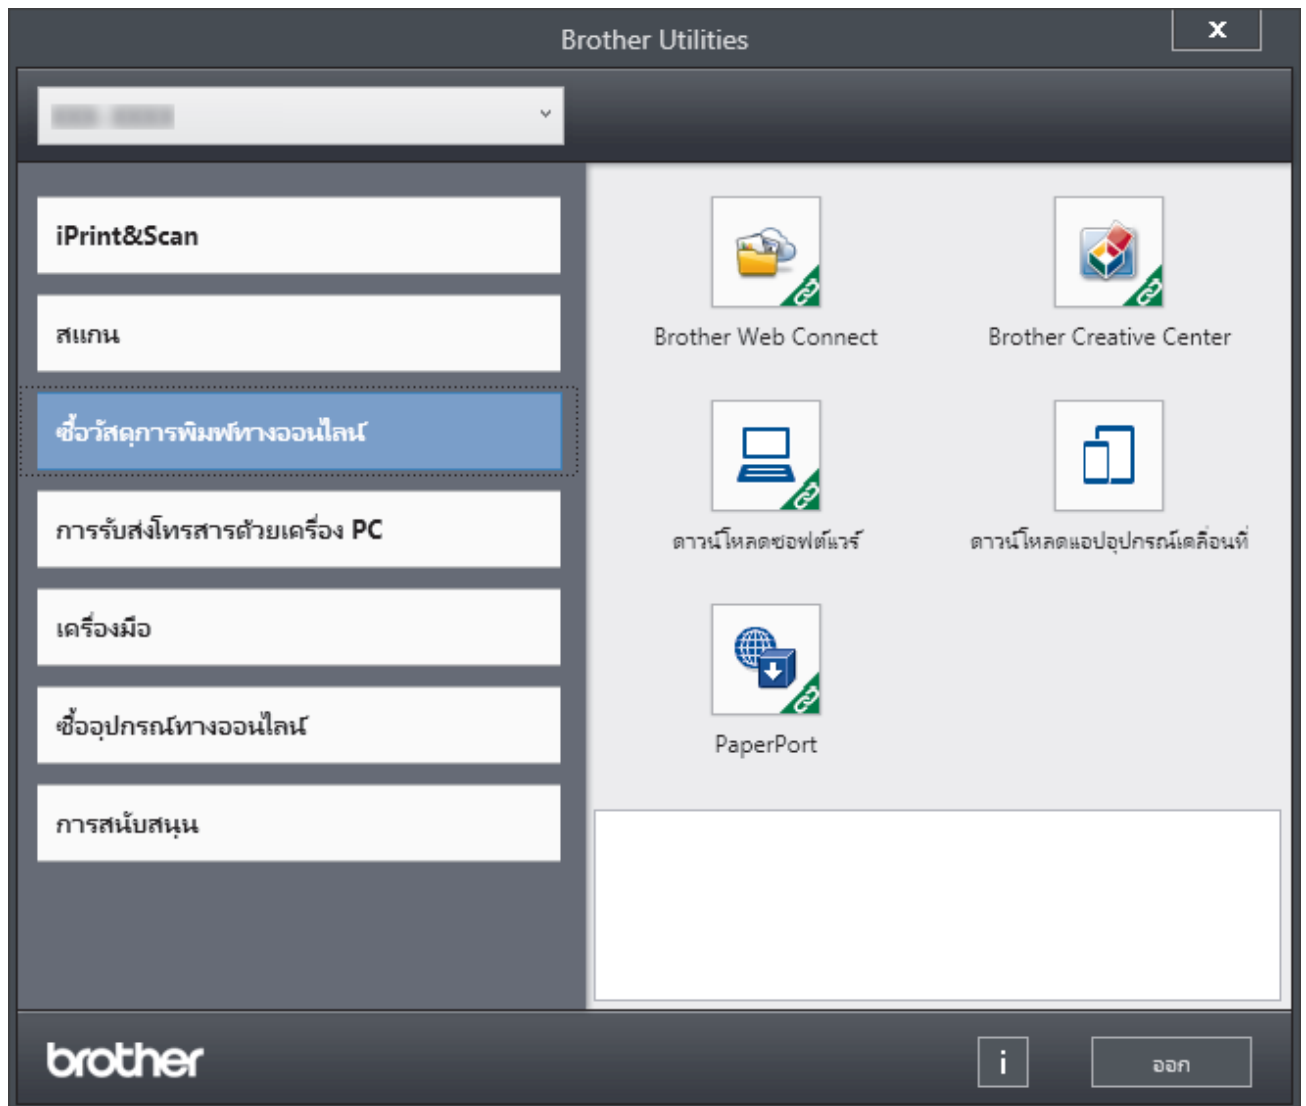 Brother Utilities
x
iPrint&Scan
สแกน
ซื้อวัสดุการพิมพ์ทางออนไลน์
การรับส่งโทรสารด้วยเครื่อง PC
เครื่องมือ
ซื้ออุปกรณ์ทางออนไลน์
การสนับสนุน
Brother Web Connect
Brother Creative Center
ดาวน์โหลดซอฟต์แวร์
ดาวน์โหลดแอปอุปกรณ์เคลื่อนที่
PaperPort
brother
i
ออก